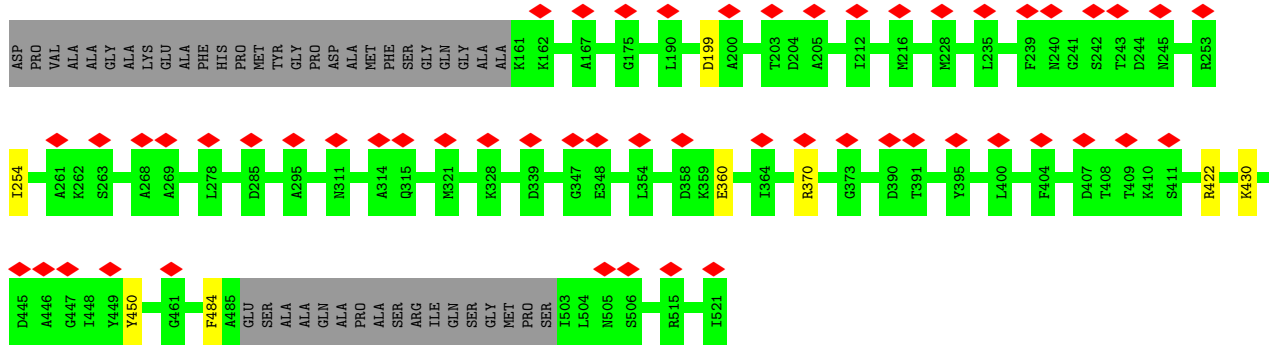 ASP PRO VAL ALA ALA GLY ALA LYS GLU ALA PHE HIS PRO MET TYR GLY PRO ASP ALA MET PHE SER GLY GLN GLY ALA ALA K161 K162 A167 G175 L190 D199 A200 T203 D204 A205 I212 M216 M228 L235 F239 N240 G241 S242 T243 D244 N245 R253
I254 A261 K262 S263 A268 A269 L278 D285 A295 N311 A314 Q315 M321 K328 D339 G347 E348 L354 D358 K359 E360 I364 R370 G373 D390 T391 Y395 L400 F404 D407 T408 T409 K410 S411 R422 K430
D445 A446 G447 I448 Y449 Y450 G461 F484 A485 GLU SER ALA ALA GLN ALA PRO ALA SER ARG ILE GLN SER GLY MET PRO SER I503 L504 N505 S506 R515 I521